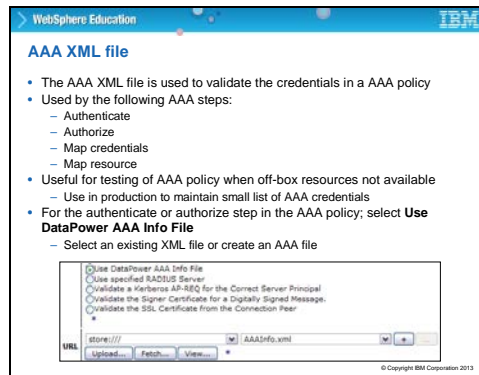 WebSphere Education
IBM
AAA XML file
• The AAA XML file is used to validate the credentials in a AAA policy
• Used by the following AAA steps:
– Authenticate
– Authorize
– Map credentials
– Map resource
• Useful for testing of AAA policy when off-box resources not available
– Use in production to maintain small list of AAA credentials
• For the authenticate or authorize step in the AAA policy; select Use
DataPower AAA Info File
– Select an existing XML file or create an AAA file
Use DataPower AAA Info File
Use specified RADIUS Server
Validate a Kerberos AP-REQ for the Correct Server Principal
Validate the Signer Certificate for a Digitally Signed Message.
Validate the SSL Certificate from the Connection Peer
*
URL
store:/// AAAInfo.xml + ...
Upload... Fetch... View... *
© Copyright IBM Corporation 2013